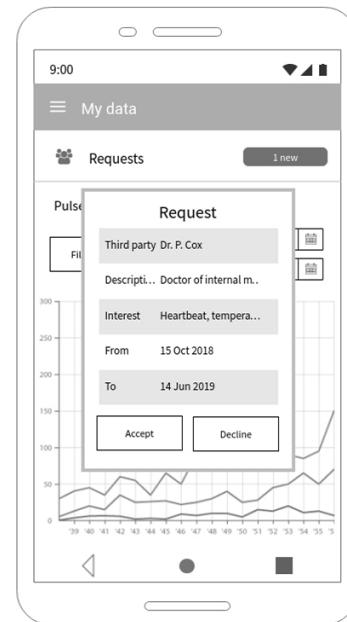 9:00
My data
Requests
1 new
Pulse
Request
Third party Dr. P. Cox
Descripti... Doctor of internal m..
Fil
Interest Heartbeat, tempera...
From 15 Oct 2018
To 14 Jun 2019
Accept Decline
300
250
200
150
100
50
0
'39 '40 '41 '42 '43 '44 '45 '46 '47 '48 '49 '50 '51 '52 '53 '54 '55 '5